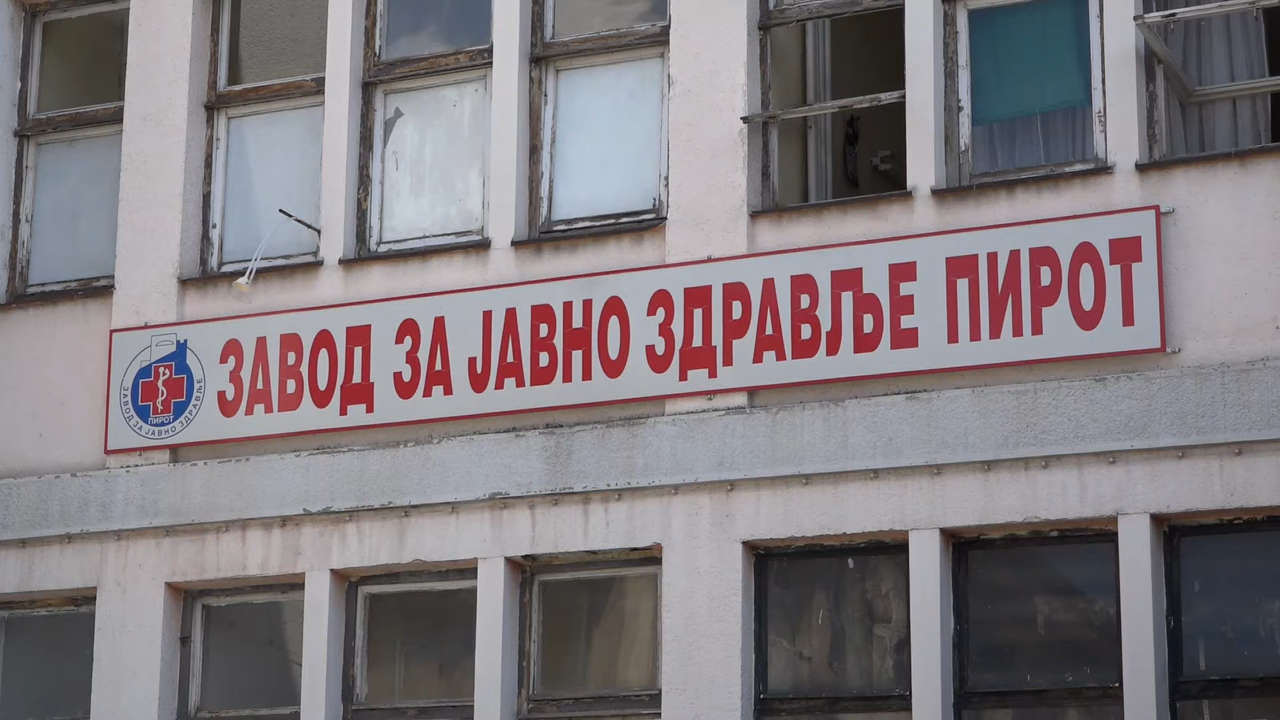 ЗАВОД ЗА ЈАВНО ЗДРАВЉЕ ПИРОТ
ПИРОТ
ЗАВОД ЗА ЈАВНО ЗДРАВЉЕ